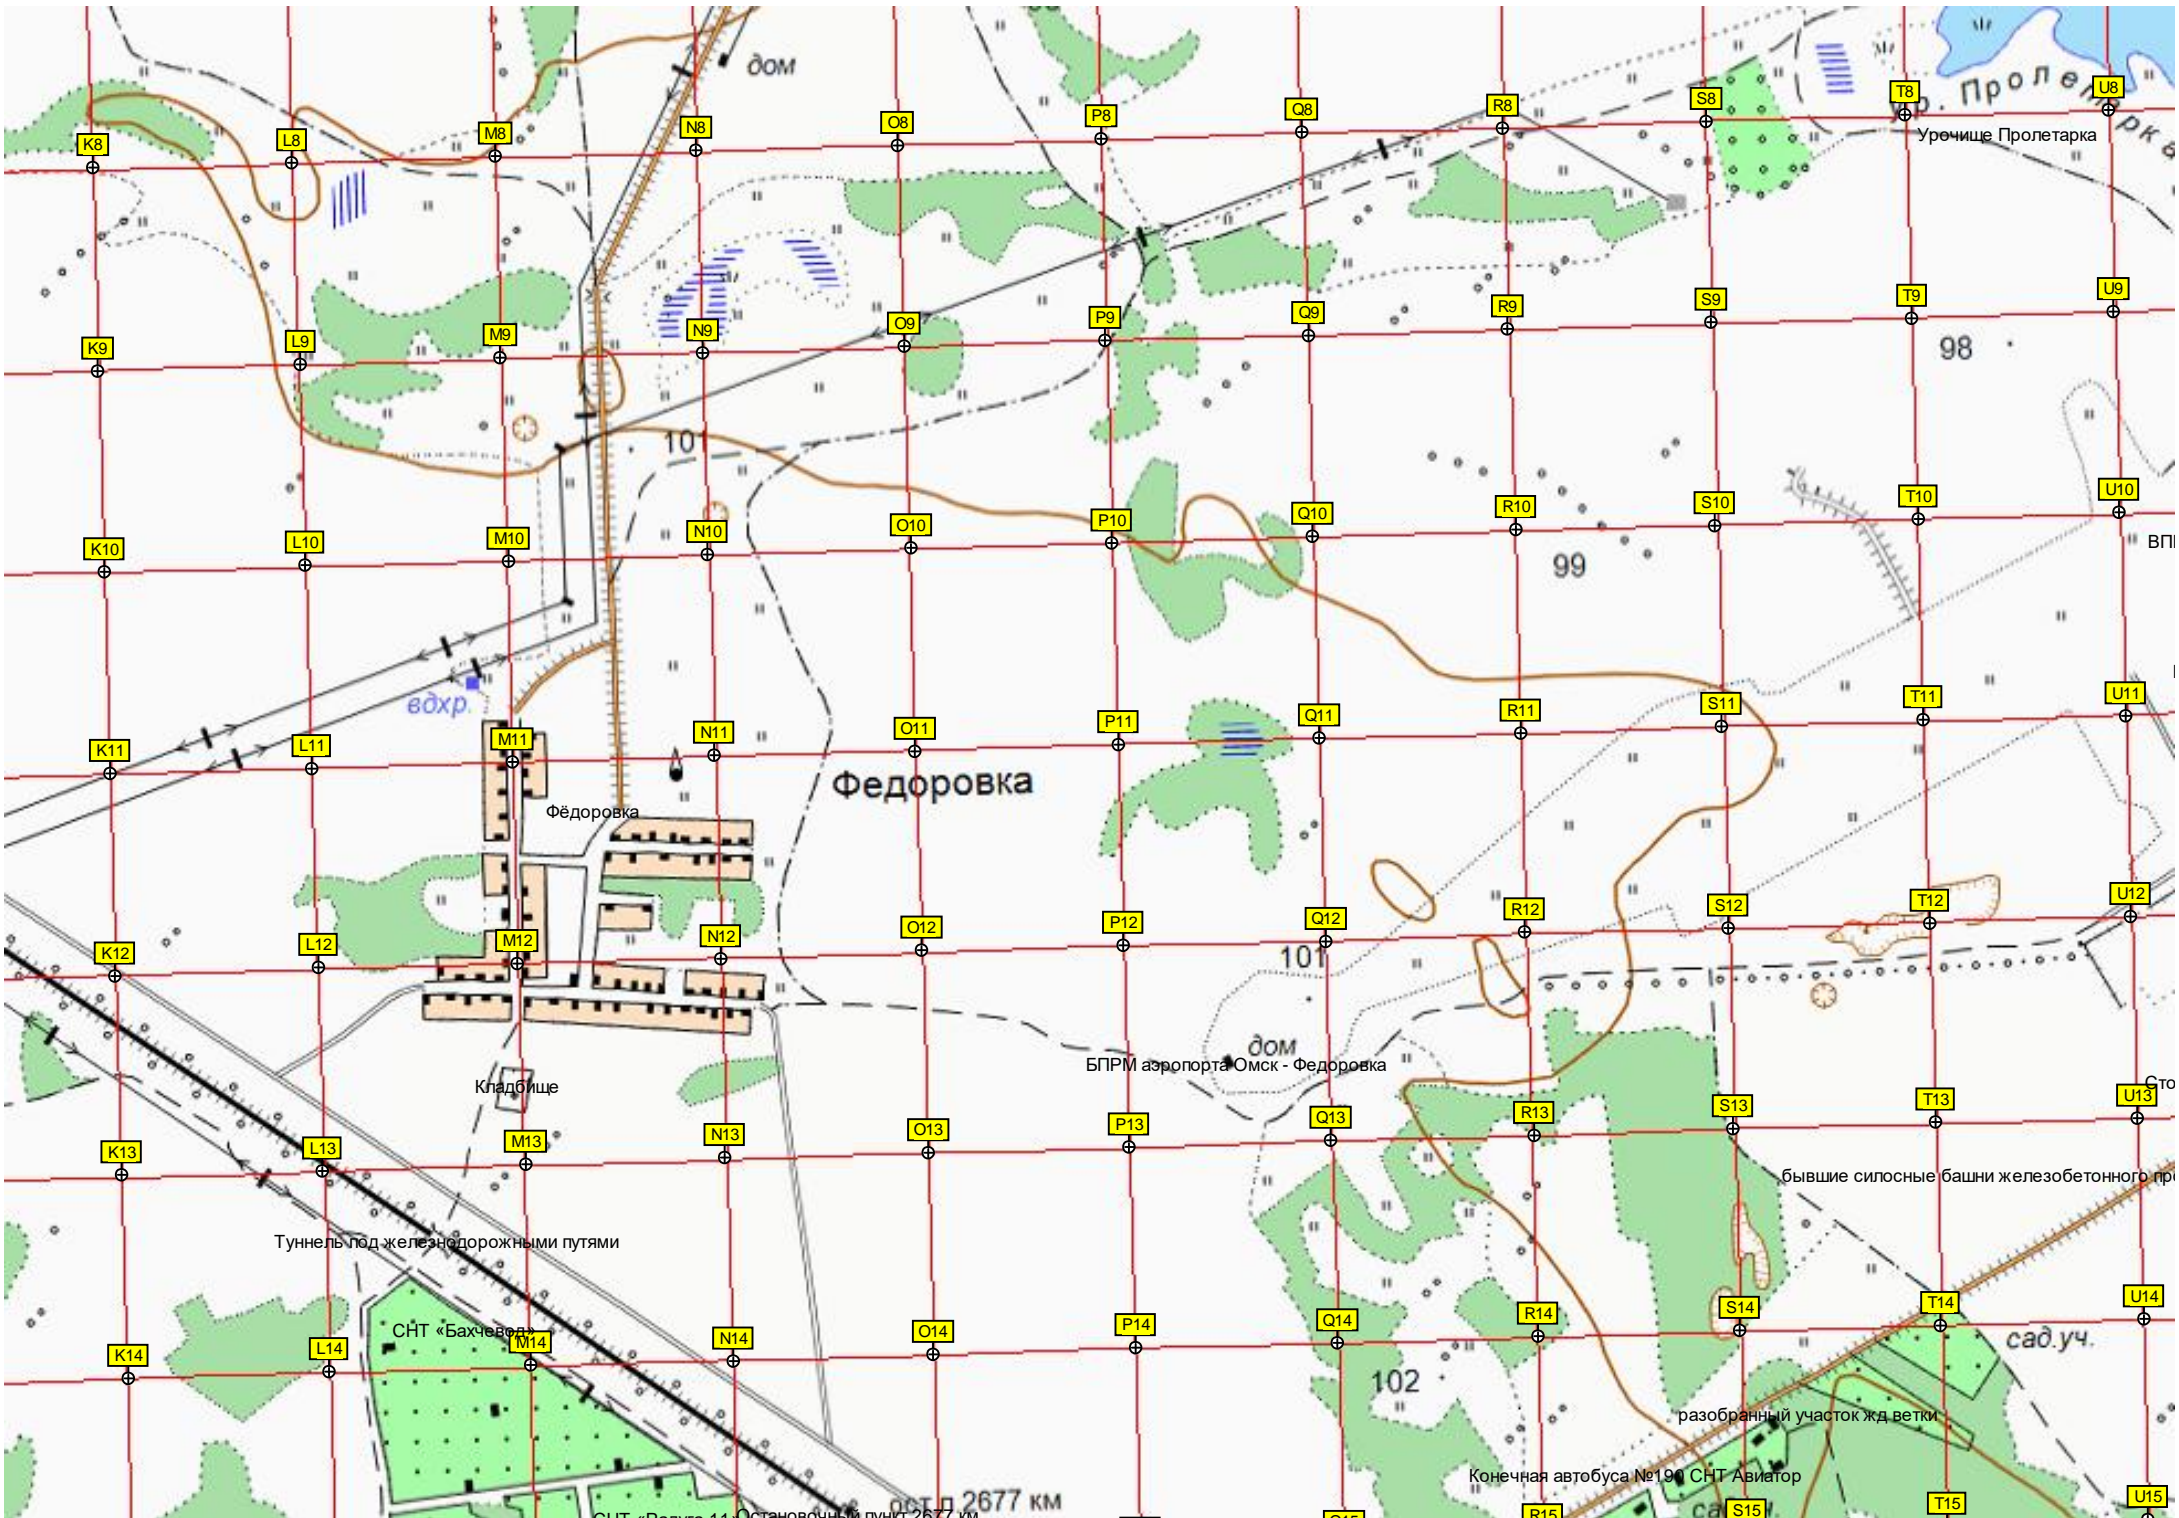 дом
K8
L8
M8
N8
O8
P8
Q8
R8
S8
T8
U8
ур. Пролетарка
Урочище Пролетарка
K9
L9
M9
N9
O9
P9
Q9
R9
S9
T9
U9
98
101
K10
L10
M10
N10
O10
P10
Q10
R10
S10
T10
U10
99
вдхр.
K11
L11
M11
N11
O11
P11
Q11
R11
S11
T11
U11
Федоровка
Фёдоровка
K12
L12
M12
N12
O12
P12
Q12
R12
S12
T12
U12
101
дом
БПРМ аэропорта Омск - Федоровка
Кладбище
K13
L13
M13
N13
O13
P13
Q13
R13
S13
T13
U13
бывшие силосные башни железобетонного
Туннель под железнодорожными путями
СНТ «Бахчевод»
K14
L14
M14
N14
O14
P14
Q14
R14
S14
T14
U14
сад.уч.
102
разобранный участок жд ветки
Конечная автобуса №190 СНТ Авиатор
R15
S15
T15
U15
ост.п 2677 км
Остановочный пункт 2677 км